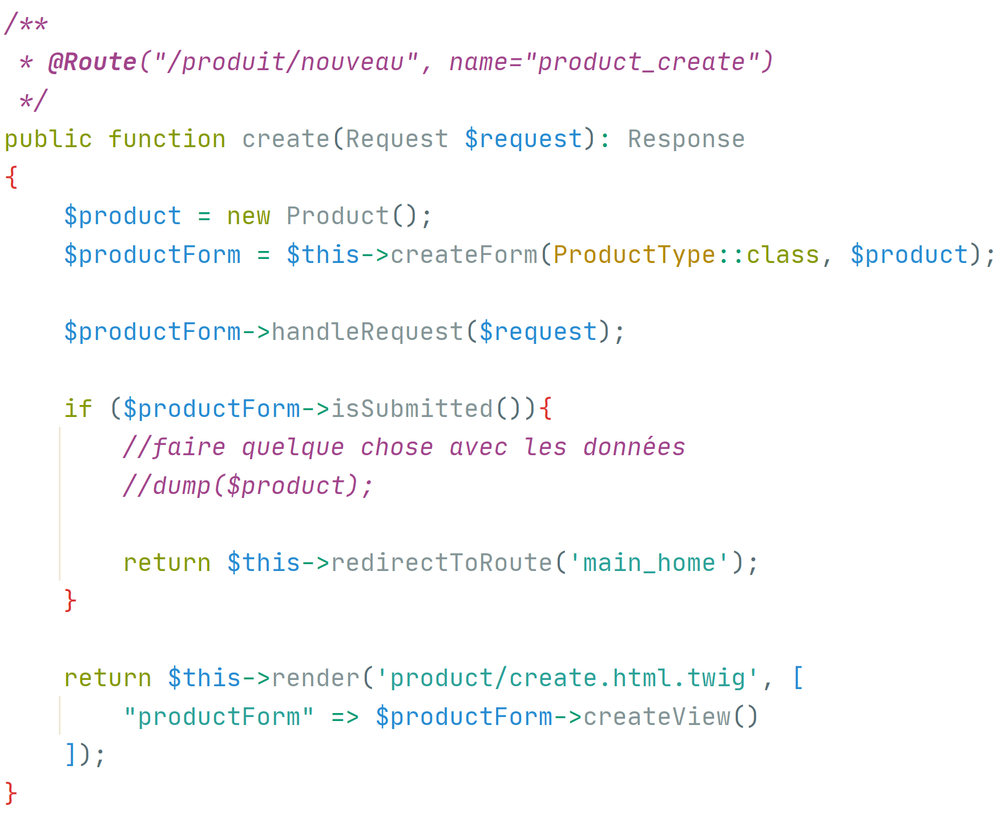 /**
 * @Route("/produit/nouveau", name="product_create")
 */
public function create(Request $request): Response
{
    $product = new Product();
    $productForm = $this->createForm(ProductType::class, $product);

    $productForm->handleRequest($request);

    if ($productForm->isSubmitted()){
        //faire quelque chose avec les données
        //dump($product);

        return $this->redirectToRoute('main_home');
    }

    return $this->render('product/create.html.twig', [
        "productForm" => $productForm->createView()
    ]);
}